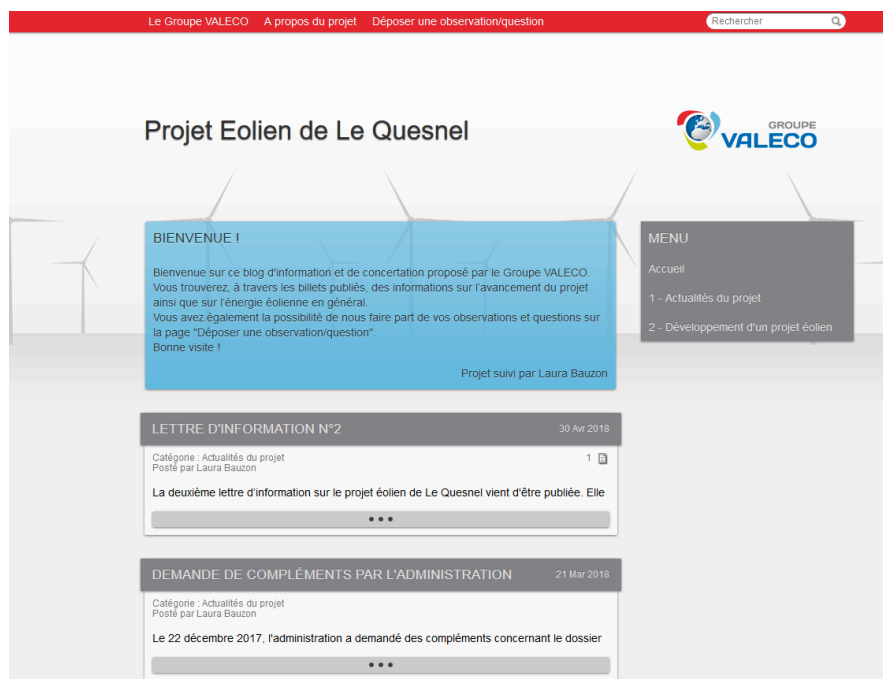 Le Groupe VALECO A propos du projet Déposer une observation/question Rechercher
Projet Eolien de Le Quesnel
GROUPE
VALECO
BIENVENUE !
Bienvenue sur ce blog d'information et de concertation proposé par le Groupe VALECO.
Vous trouverez, à travers les billets publiés, des informations sur l'avancement du projet
ainsi que sur l'énergie éolienne en général.
Vous avez également la possibilité de nous faire part de vos observations et questions sur
la page "Déposer une observation/question".
Bonne visite !
Projet suivi par Laura Bauzon
MENU
Accueil
1 - Actualités du projet
2 - Développement d'un projet éolien
LETTRE D'INFORMATION N°2 30 Avr 2018
Catégorie : Actualités du projet 1
Posté par Laura Bauzon
La deuxième lettre d'information sur le projet éolien de Le Quesnel vient d'être publiée. Elle
•••
DEMANDE DE COMPLÉMENTS PAR L'ADMINISTRATION 21 Mar 2018
Catégorie : Actualités du projet
Posté par Laura Bauzon
Le 22 décembre 2017, l'administration a demandé des compléments concernant le dossier
•••